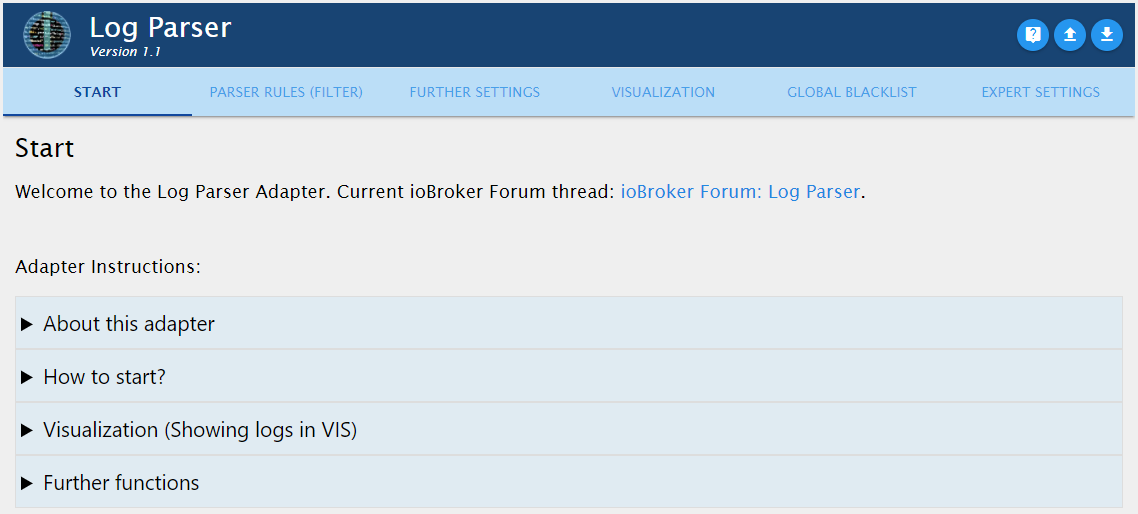 Log Parser
Version 1.1
START PARSER RULES (FILTER) FURTHER SETTINGS VISUALIZATION GLOBAL BLACKLIST EXPERT SETTINGS
Start
Welcome to the Log Parser Adapter. Current ioBroker Forum thread: ioBroker Forum: Log Parser.
Adapter Instructions:
About this adapter
How to start?
Visualization (Showing logs in VIS)
Further functions